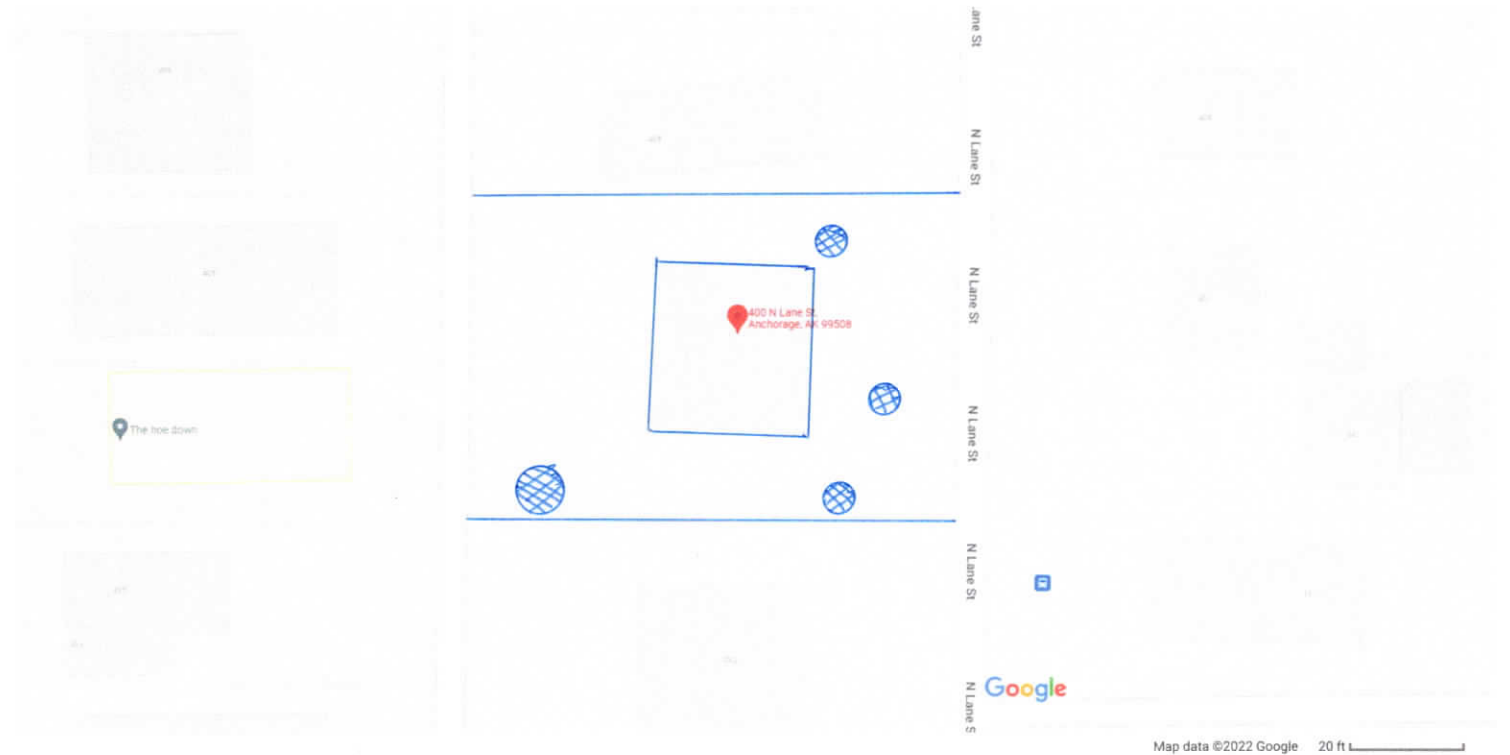 ane St
N Lane St
N Lane St
400 N Lane St,
Anchorage, AK 99508
N Lane St
The hoe down
N Lane St
N Lane S
Google
Map data ©2022 Google 20 ft